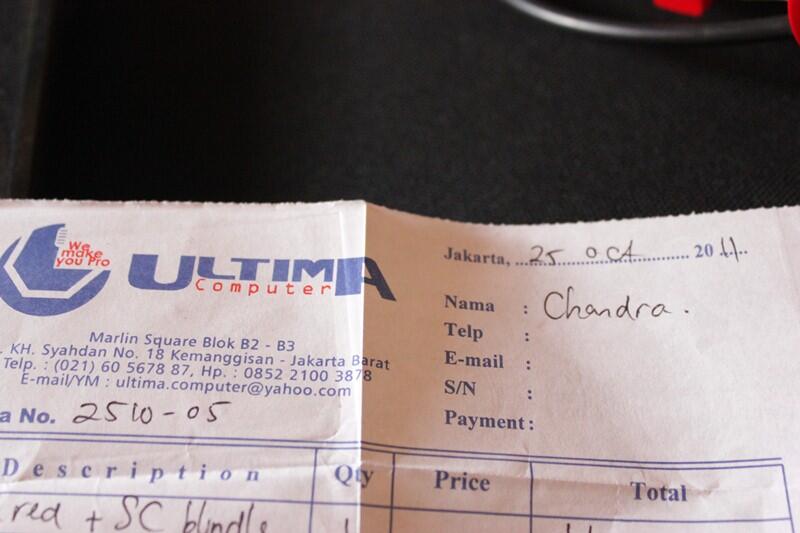 We
make
you Pro
ULTIMA
Computer
Marlin Square Blok B2 - B3
. KH. Syahdan No. 18 Kemanggisan - Jakarta Barat
Telp. : (021) 60 5678 87, Hp. : 0852 2100 3878
E-mail/YM : ultima.computer@yahoo.com
a No. 2510-05
Jakarta, 25 Oct 2011
Nama : Chandra.
Telp :
E-mail :
S/N :
Payment :
Description Qty Price Total
red + SC bundle 1